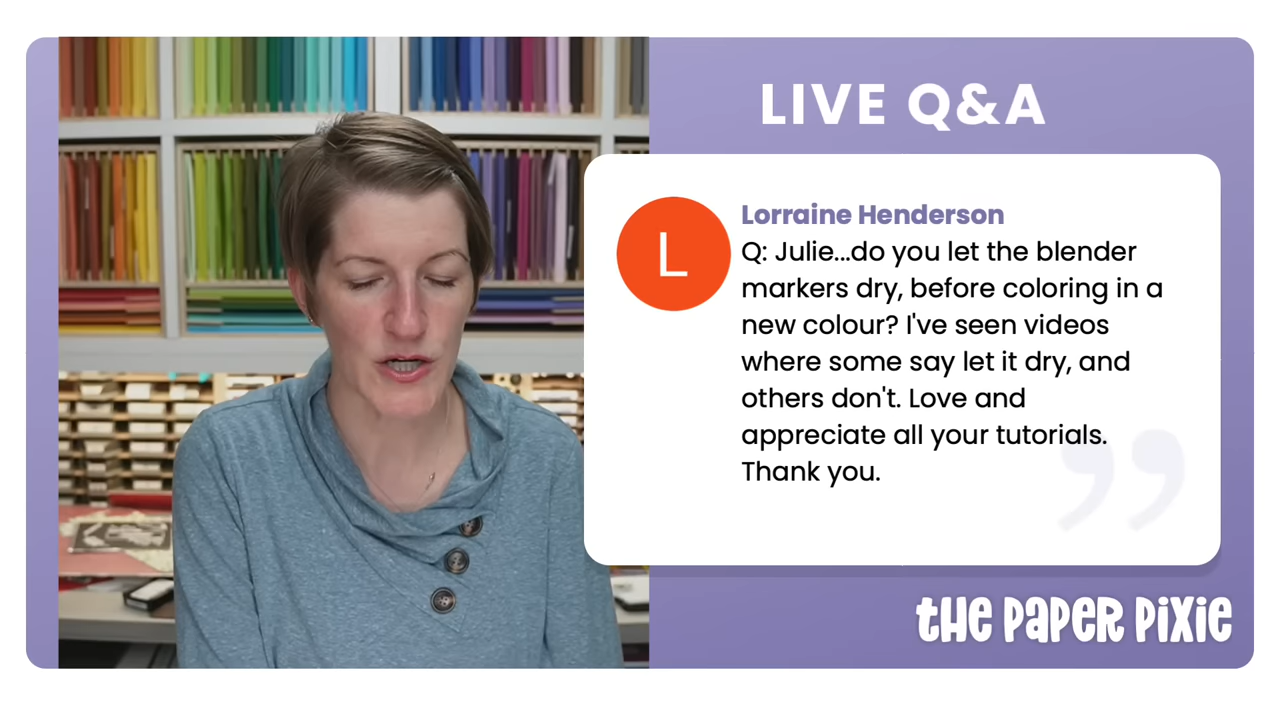 LIVE Q&A
L
Lorraine Henderson
Q: Julie...do you let the blender
markers dry, before coloring in a
new colour? I've seen videos
where some say let it dry, and
others don't. Love and
appreciate all your tutorials.
Thank you.
”
the PAPER PiXie